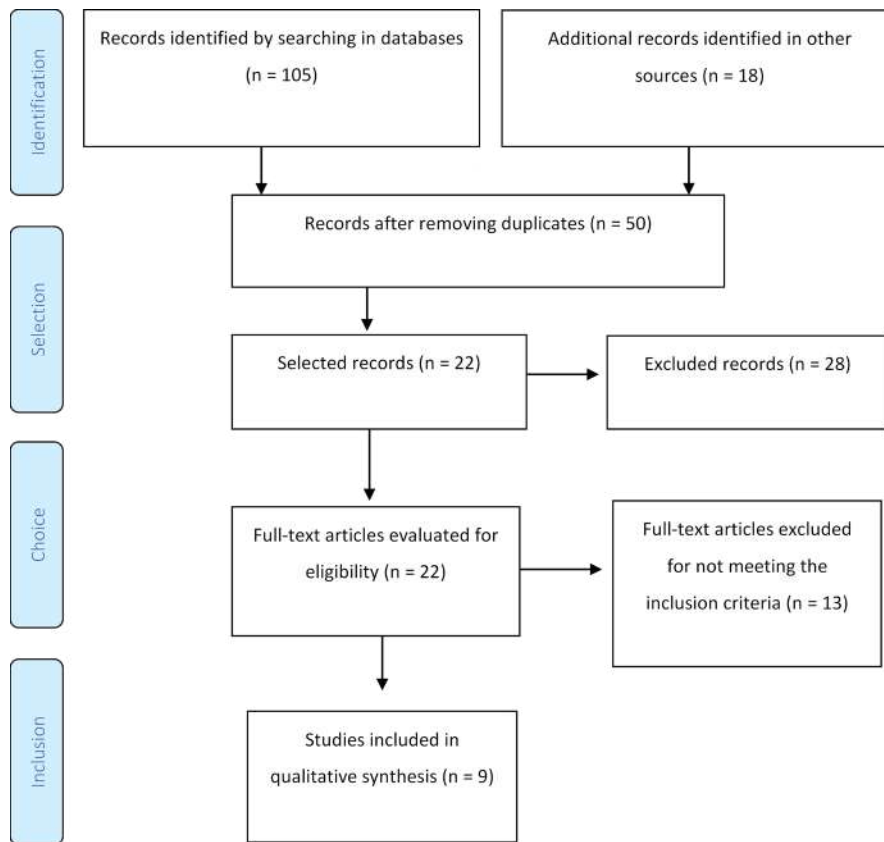 Identification
Records identified by searching in databases
(n = 105)
Additional records identified in other
sources (n = 18)
Records after removing duplicates (n = 50)
Selection
Selected records (n = 22)
Excluded records (n = 28)
Choice
Full-text articles evaluated for
eligibility (n = 22)
Full-text articles excluded
for not meeting the
inclusion criteria (n = 13)
Inclusion
Studies included in
qualitative synthesis (n = 9)